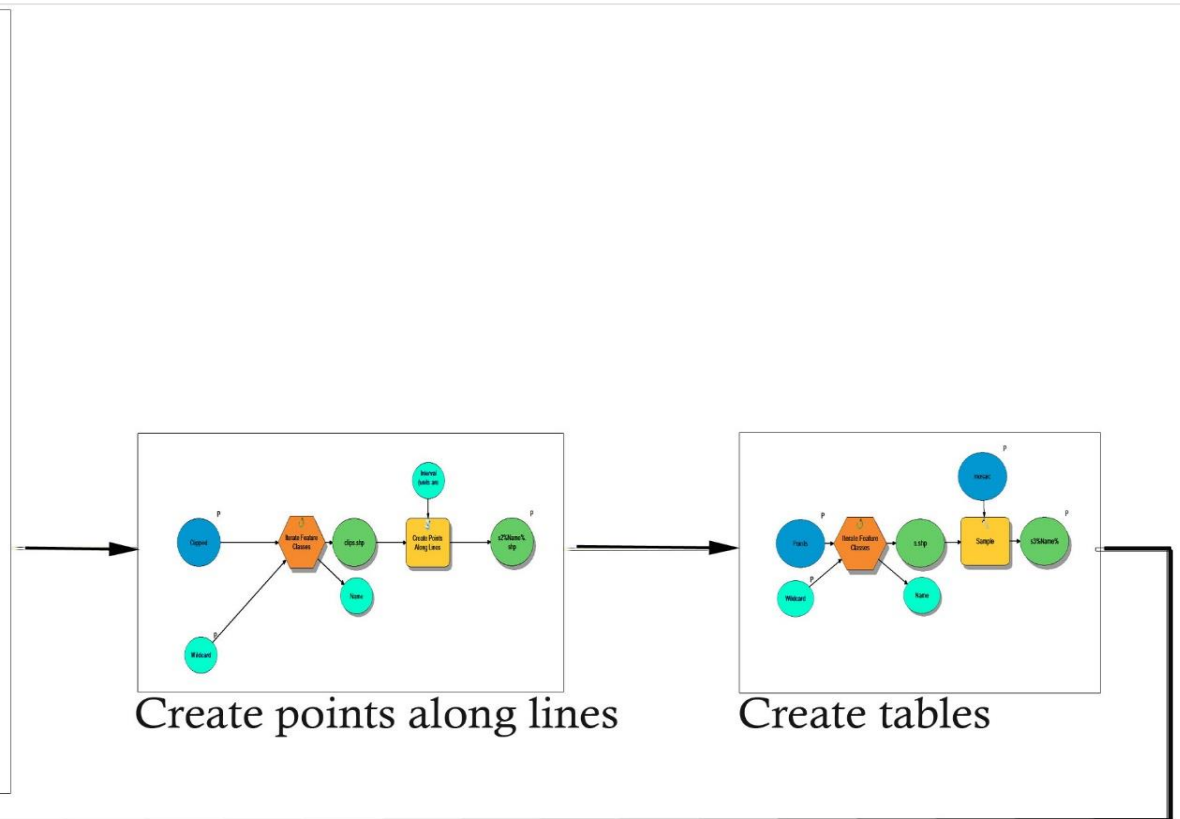 Interval
(units are
P
Clipped
Iterate Feature
Classes
clips.shp
Create Points
Along Lines
P
s2%Name%
shp
Name
P
Wildcard
Create points along lines
P
mosaic
P
Points
Iterate Feature
Classes
s.shp
Sample
P
s3%Name%
P
Wildcard
Name
Create tables